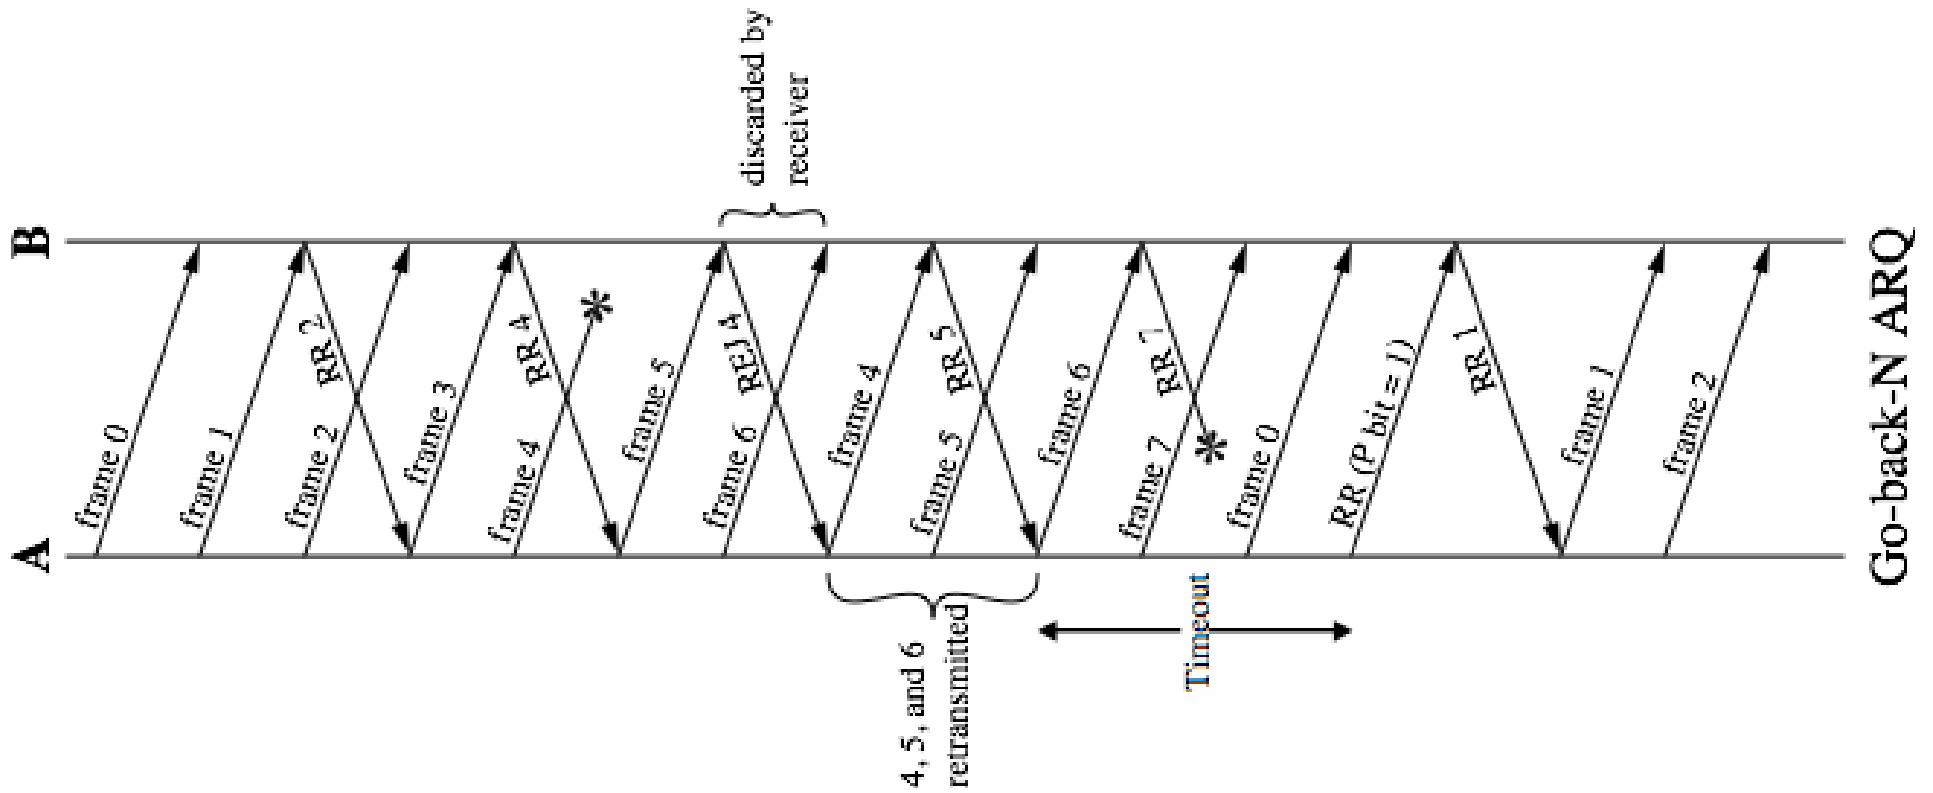 A
B
frame 0
frame 1
frame 2
RR 2
frame 3
frame 4
RR 4
frame 5
frame 6
REJ 4
discarded by
receiver
frame 4
frame 5
RR 5
4, 5, and 6
retransmitted
frame 6
frame 7
RR 7
Timeout
frame 0
RR (P bit = 1)
RR 1
frame 1
frame 2
Go-back-N ARQ